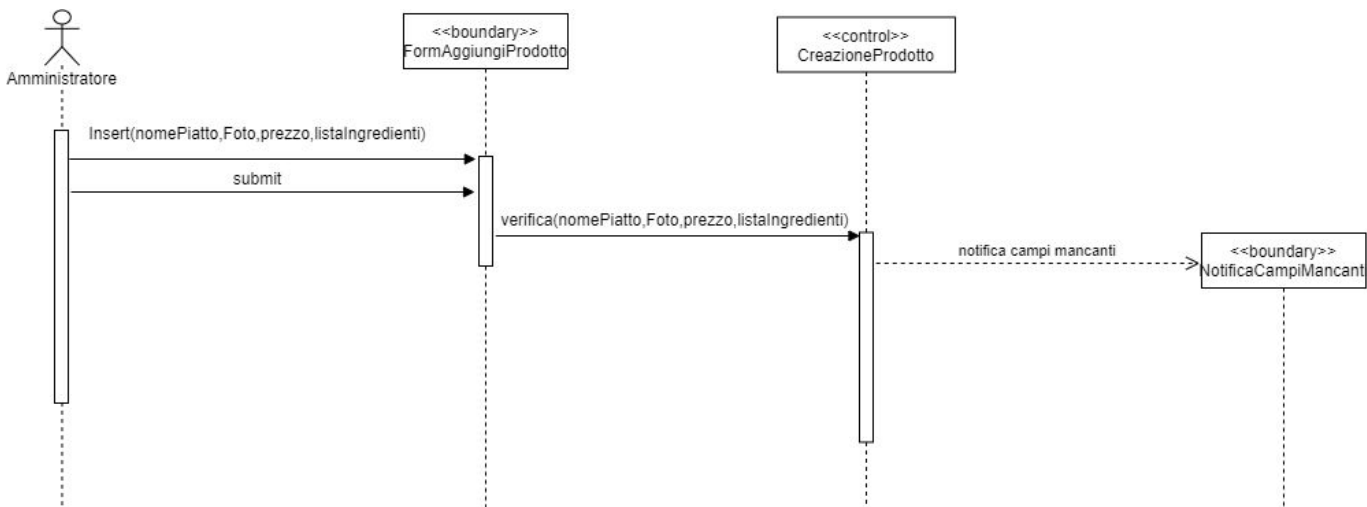 Amministratore
<<boundary>>
FormAggiungiProdotto
<<control>>
CreazioneProdotto
Insert(nomePiatto,Foto,prezzo,listaIngredienti)
submit
verifica(nomePiatto,Foto,prezzo,listaIngredienti)
notifica campi mancanti
<<boundary>>
NotificaCampiMancant